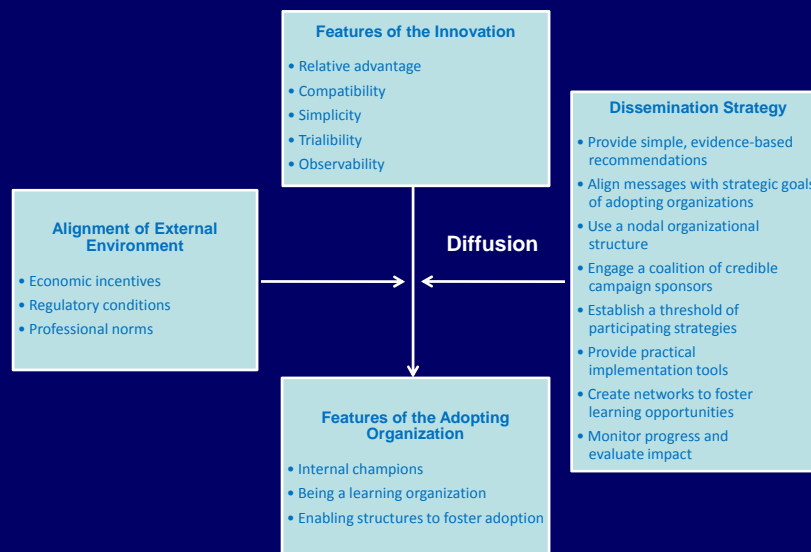 Features of the Innovation
• Relative advantage
• Compatibility
• Simplicity
• Trialibility
• Observability
Dissemination Strategy
• Provide simple, evidence-based
recommendations
• Align messages with strategic goals
of adopting organizations
• Use a nodal organizational
structure
• Engage a coalition of credible
campaign sponsors
• Establish a threshold of
participating strategies
• Provide practical
implementation tools
• Create networks to foster
learning opportunities
• Monitor progress and
evaluate impact
Alignment of External
Environment
• Economic incentives
• Regulatory conditions
• Professional norms
Diffusion
Features of the Adopting
Organization
• Internal champions
• Being a learning organization
• Enabling structures to foster adoption